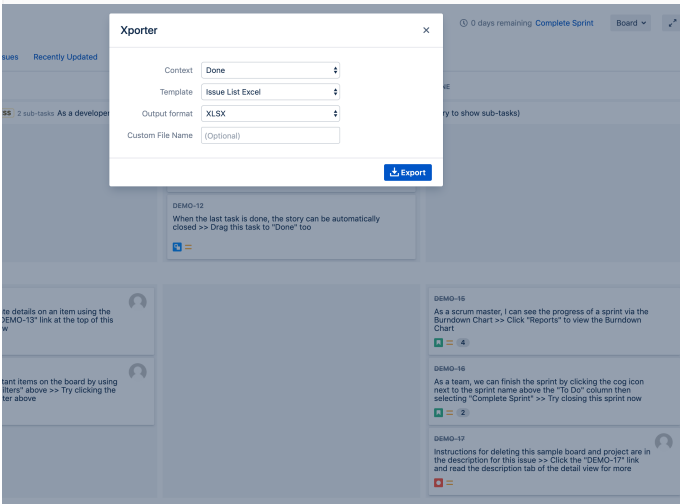 Xporter
×
0 days remaining Complete Sprint
Board
sues
Recently Updated
Context
Done
Template
Issue List Excel
Output format
XLSX
Custom File Name
(Optional)
Export
NE
SS 2 sub-tasks As a developer
ry to show sub-tasks)
DEMO-12
When the last task is done, the story can be automatically
closed >> Drag this task to "Done" too
te details on an item using the
DEMO-13" link at the top of this
w
tant items on the board by using
ilters" above >> Try clicking the
ter above
DEMO-15
As a scrum master, I can see the progress of a sprint via the
Burndown Chart >> Click "Reports" to view the Burndown
Chart
4
DEMO-16
As a team, we can finish the sprint by clicking the cog icon
next to the sprint name above the "To Do" column then
selecting "Complete Sprint" >> Try closing this sprint now
2
DEMO-17
Instructions for deleting this sample board and project are in
the description for this issue >> Click the "DEMO-17" link
and read the description tab of the detail view for more